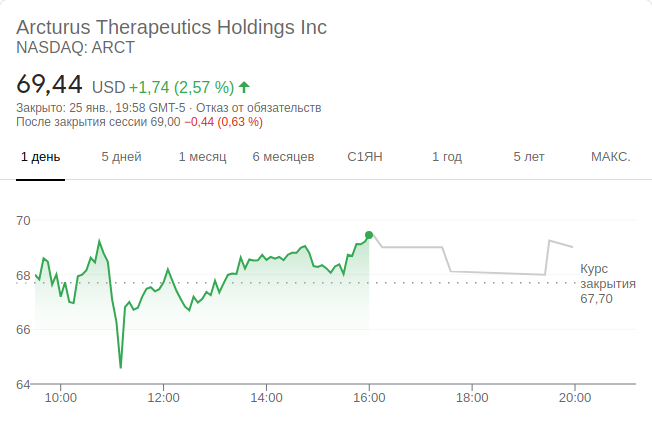 Arcturus Therapeutics Holdings Inc
NASDAQ: ARCT
69,44 USD +1,74 (2,57 %)
Закрыто: 25 янв., 19:58 GMT-5 · Отказ от обязательств
После закрытия сессии 69,00 −0,44 (0,63 %)
1 день 5 дней 1 месяц 6 месяцев С1ЯН 1 год 5 лет МАКС.
70
68
66
64
Курс
закрытия
67,70
10:00 12:00 14:00 16:00 18:00 20:00